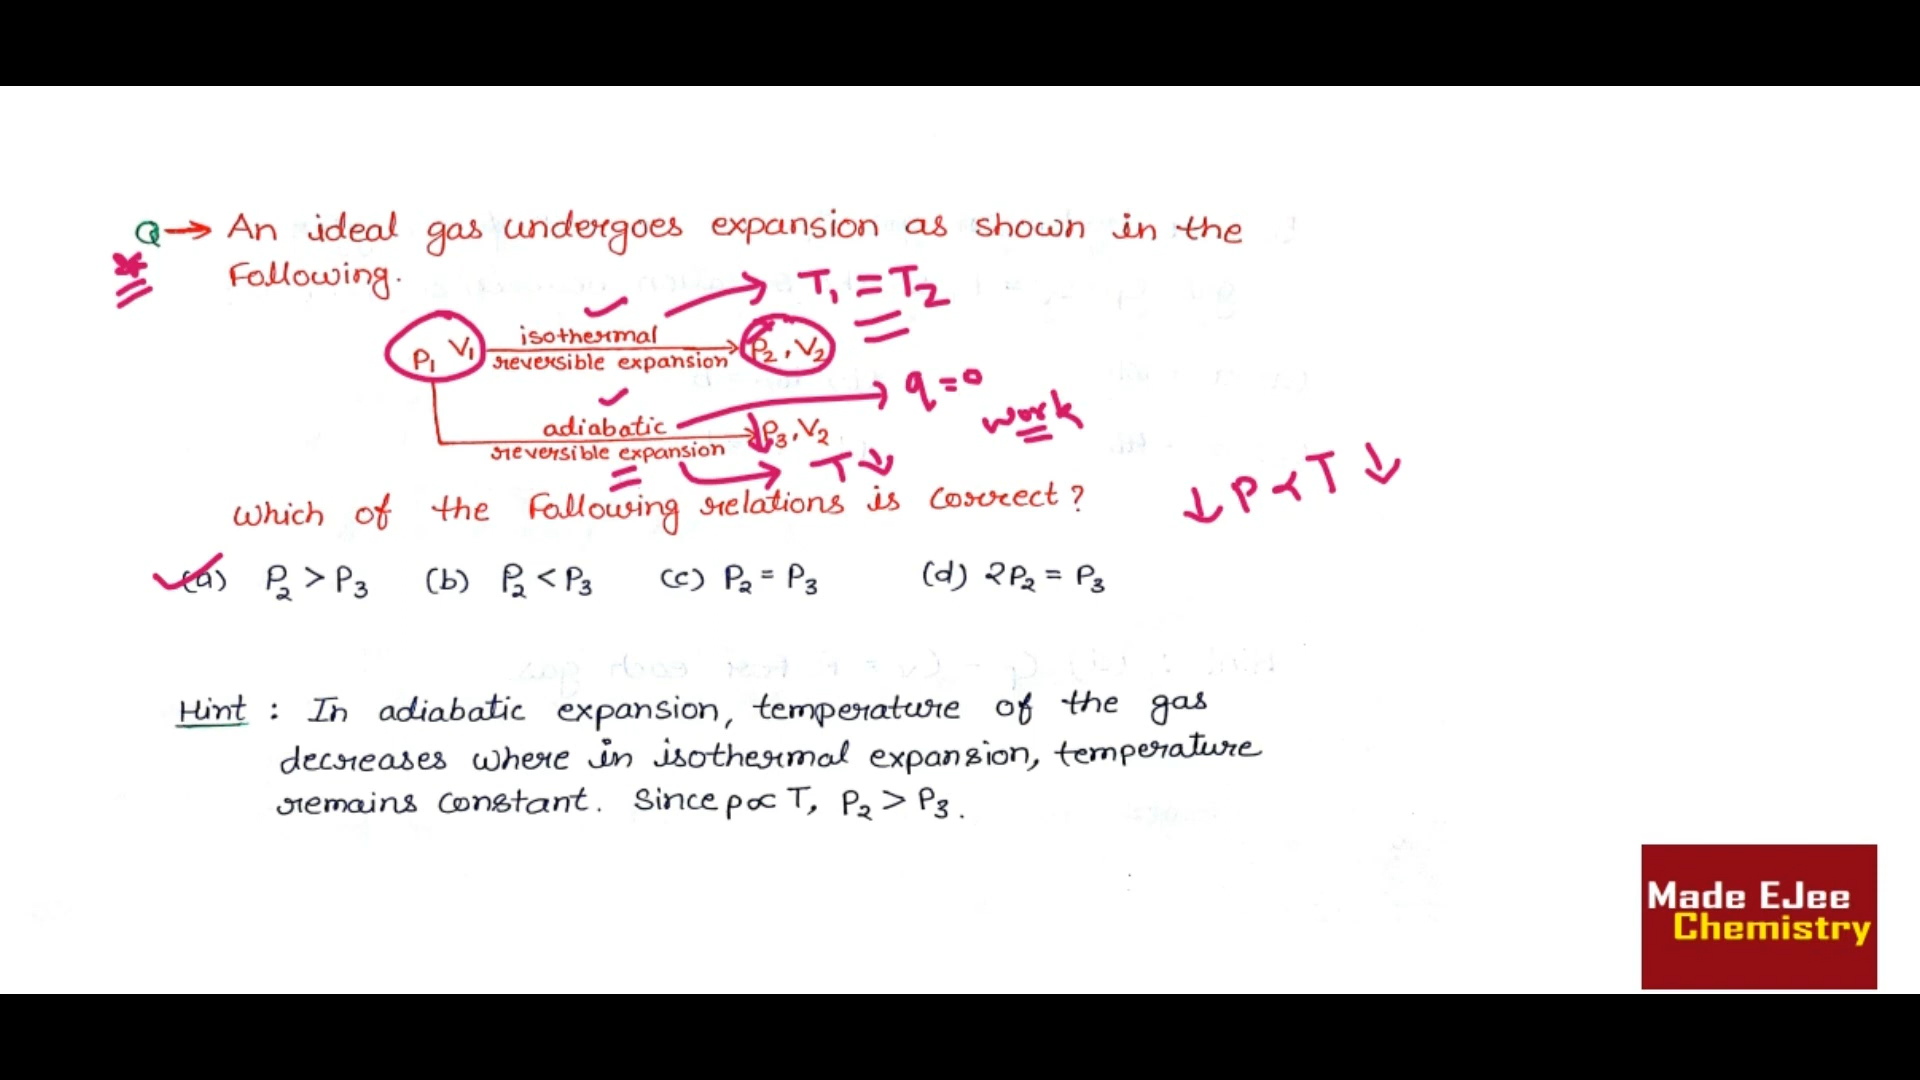 Q→ An ideal gas undergoes expansion as shown in the
Following.
T₁ = T₂
P₁ V₁ isothermal P₂, V₂
reversible expansion
q = 0
work
adiabatic P₃, V₂
reversible expansion
T↓
↓ P ∝ T ↓
which of the Following relations is correct?
(a) P₂ > P₃ (b) P₂ < P₃ (c) P₂ = P₃ (d) 2P₂ = P₃
Hint : In adiabatic expansion, temperature of the gas
decreases where in isothermal expansion, temperature
remains constant. Since p ∝ T, P₂ > P₃.
Made EJee
Chemistry